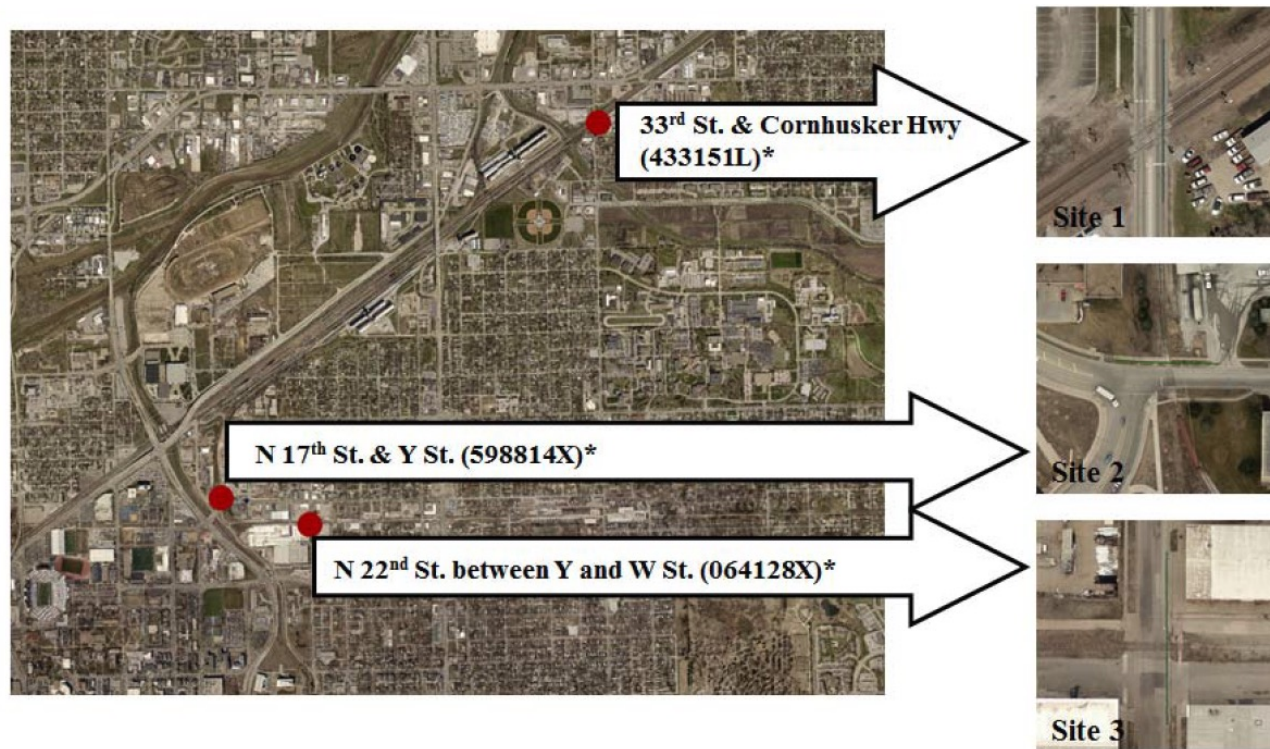 33rd St. & Cornhusker Hwy
(433151L)*
Site 1
N 17th St. & Y St. (598814X)*
Site 2
N 22nd St. between Y and W St. (064128X)*
Site 3